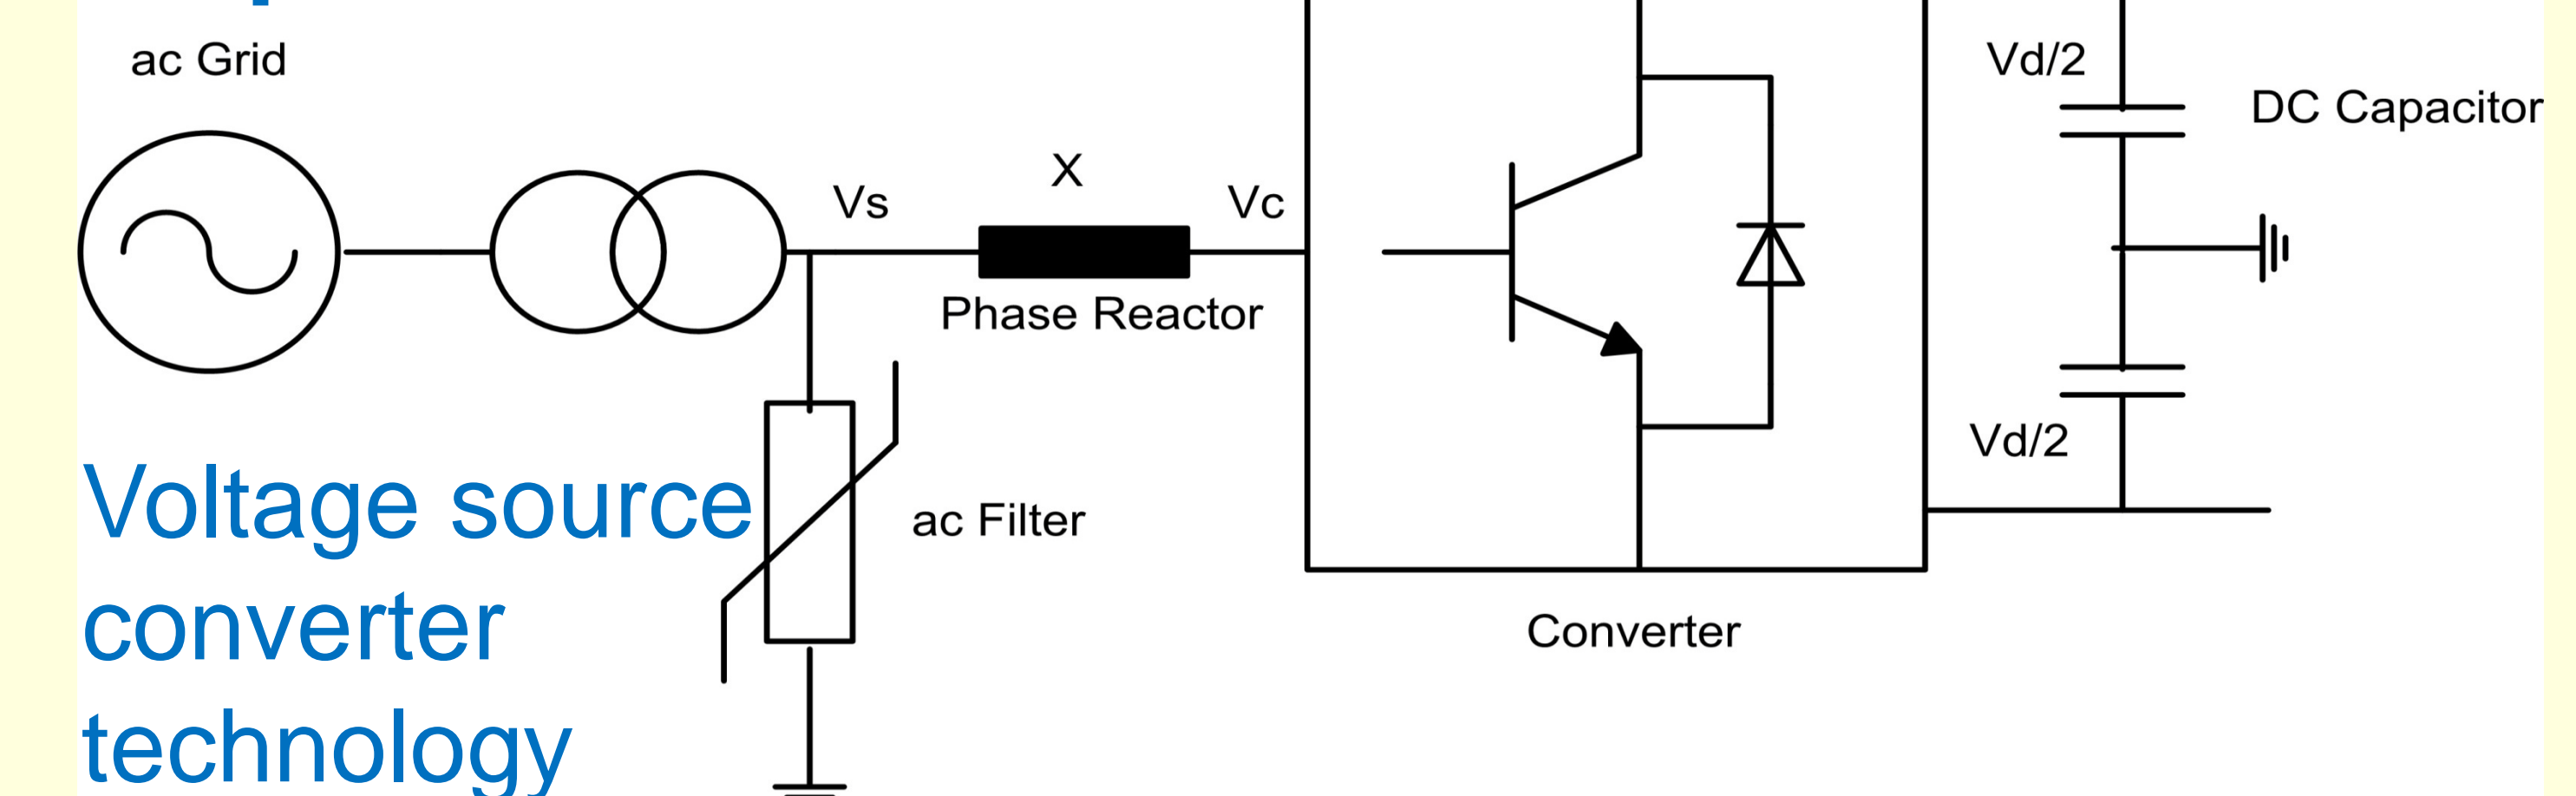 ac Grid
Vd/2
DC Capacitor
X
Vs
Vc
Phase Reactor
Vd/2
ac Filter
Voltage source
converter
technology
Converter